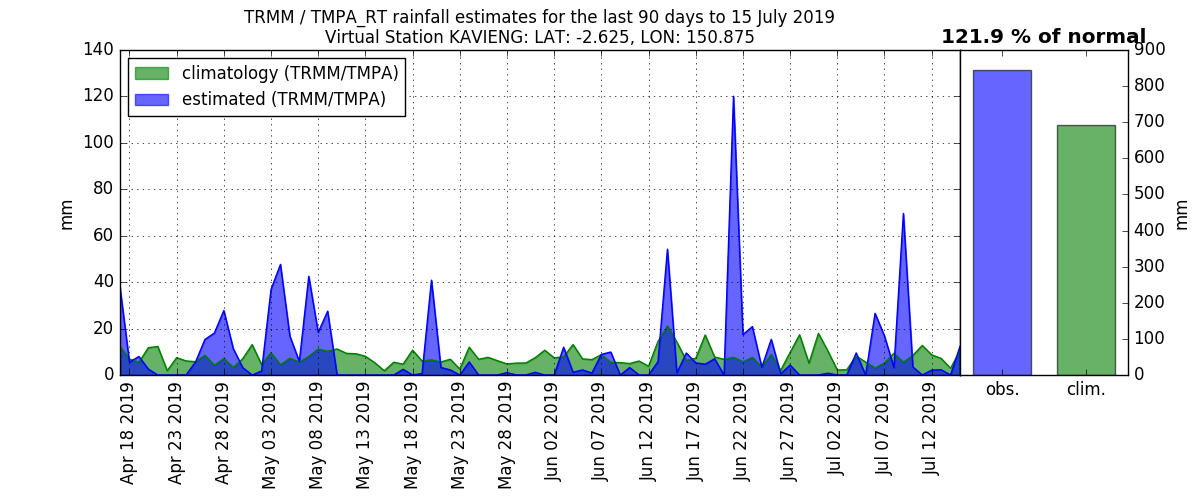 TRMM / TMPA_RT rainfall estimates for the last 90 days to 15 July 2019
Virtual Station KAVIENG: LAT: -2.625, LON: 150.875
121.9 % of normal
climatology (TRMM/TMPA)
estimated (TRMM/TMPA)
140
120
100
80
60
40
20
0
mm
Apr 18 2019
Apr 23 2019
Apr 28 2019
May 03 2019
May 08 2019
May 13 2019
May 18 2019
May 23 2019
May 28 2019
Jun 02 2019
Jun 07 2019
Jun 12 2019
Jun 17 2019
Jun 22 2019
Jun 27 2019
Jul 02 2019
Jul 07 2019
Jul 12 2019
obs.
clim.
900
800
700
600
500
400
300
200
100
0
mm